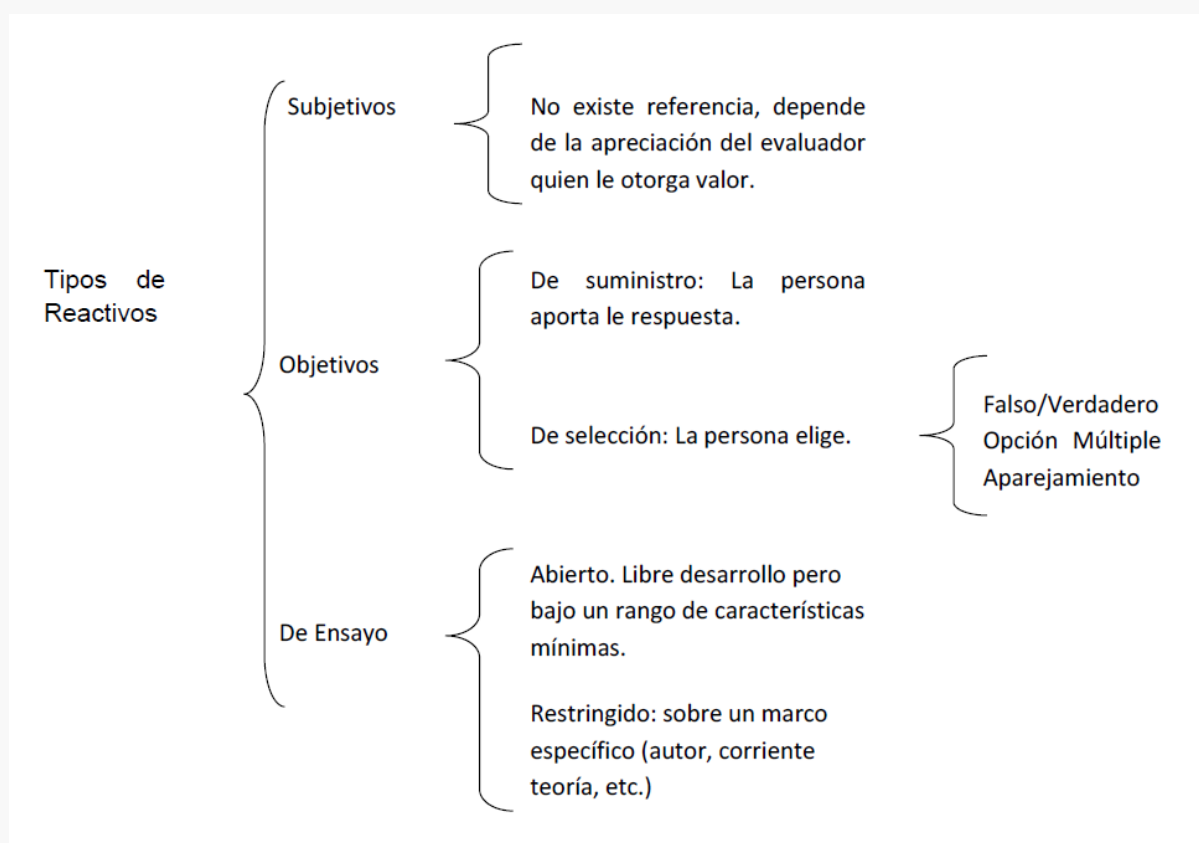 Tipos de
Reactivos
Subjetivos
No existe referencia, depende
de la apreciación del evaluador
quien le otorga valor.
Objetivos
De suministro: La persona
aporta le respuesta.
De selección: La persona elige.
Falso/Verdadero
Opción Múltiple
Aparejamiento
De Ensayo
Abierto. Libre desarrollo pero
bajo un rango de características
mínimas.
Restringido: sobre un marco
específico (autor, corriente
teoría, etc.)